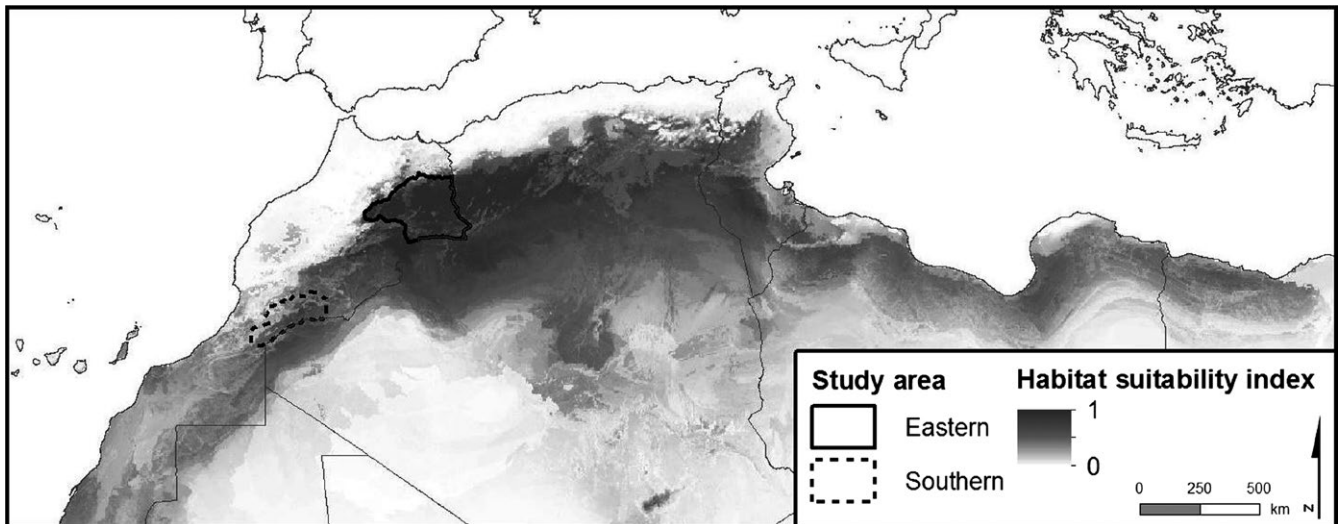 Study area
Eastern
Southern
Habitat suitability index
1
0
0 250 500
km
N